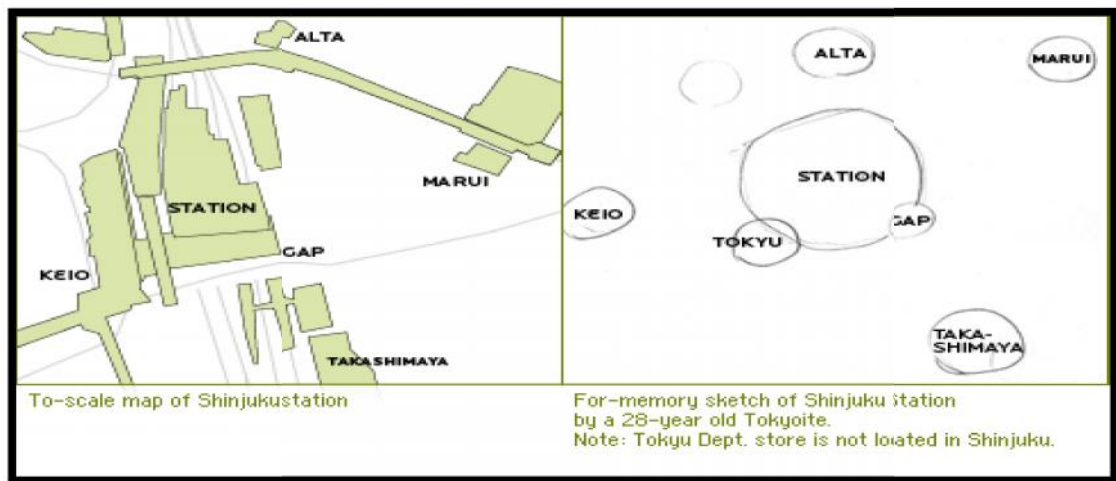 ALTA
MARUI
STATION
GAP
KEIO
TAKASHIMAYA
To-scale map of Shinjukustation
ALTA
MARUI
STATION
KEIO
GAP
TOKYU
TAKA-
SHIMAYA
For-memory sketch of Shinjuku Station
by a 28-year old Tokyoite.
Note: Tokyu Dept. store is not located in Shinjuku.